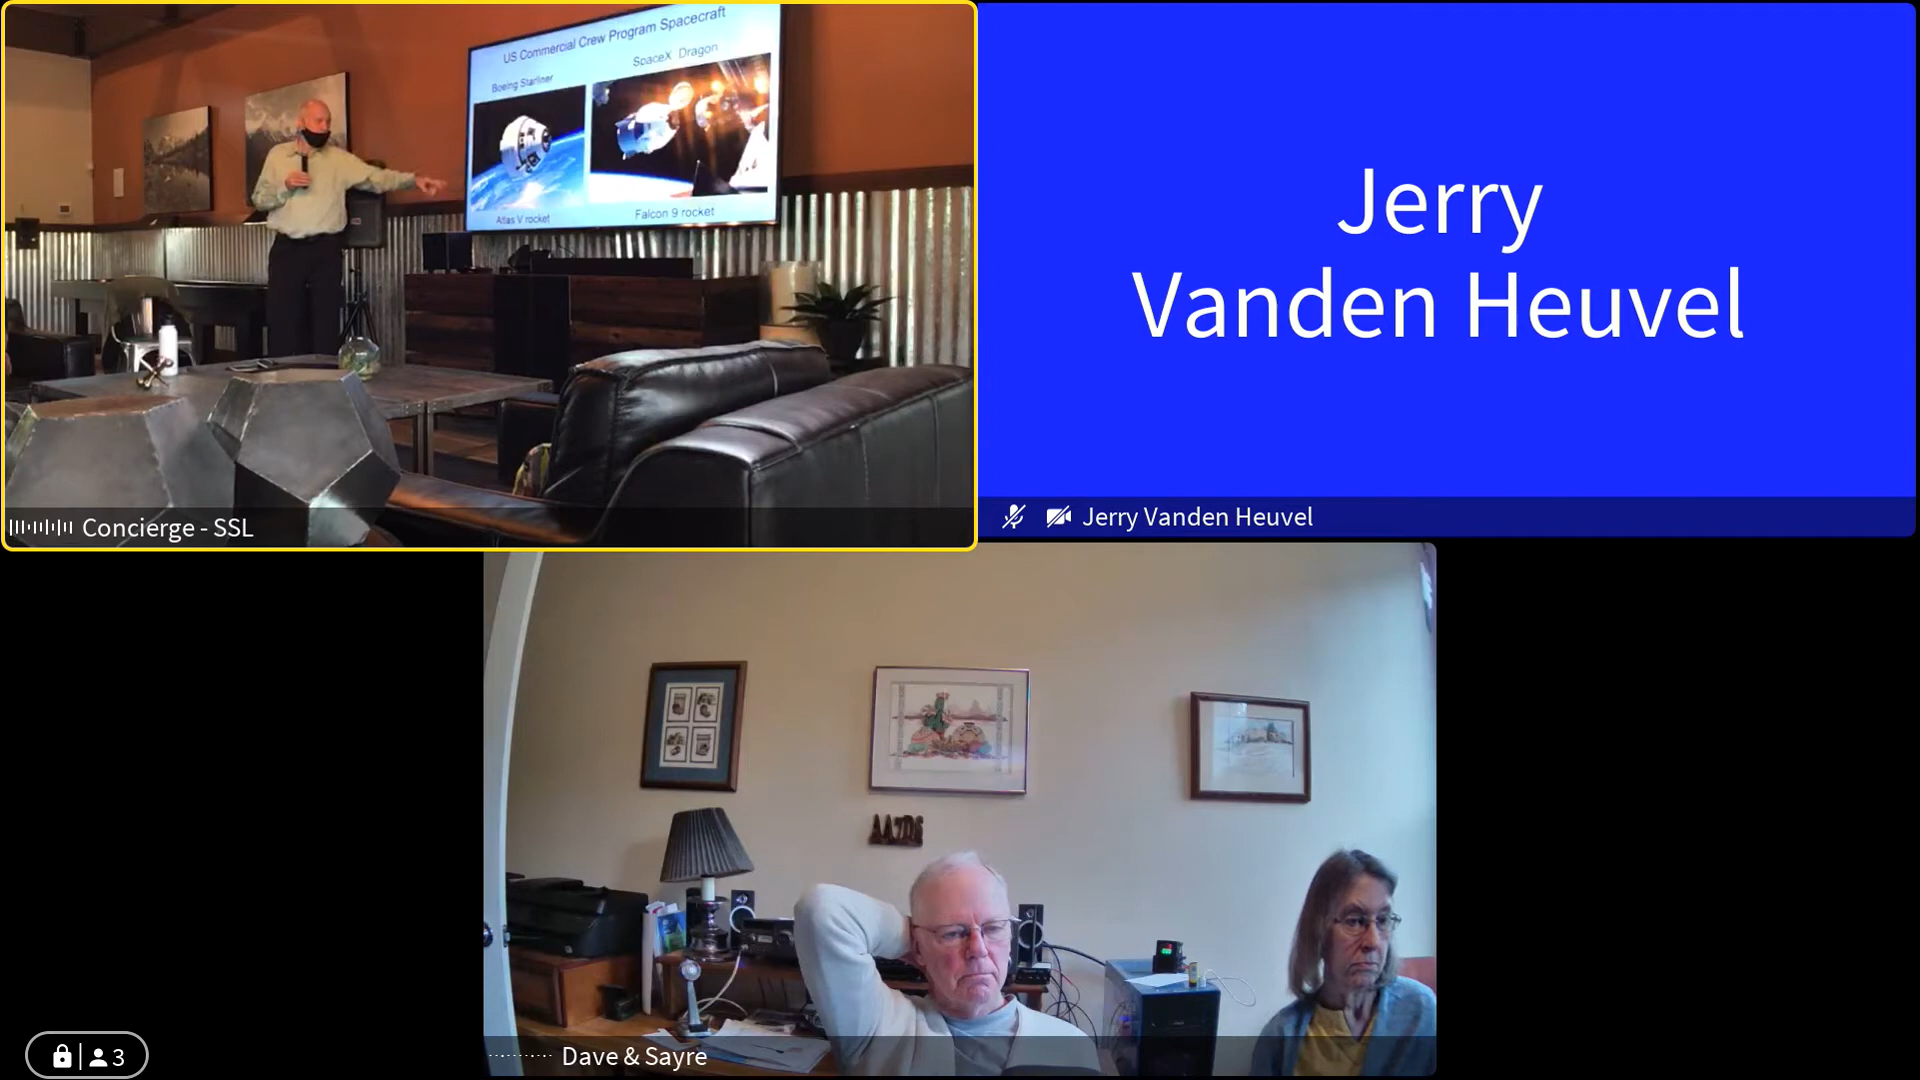 US Commercial Crew Program Spacecraft
Boeing Starliner
SpaceX Dragon
Atlas V rocket
Falcon 9 rocket
Concierge - SSL
Jerry
Vanden Heuvel
Jerry Vanden Heuvel
Dave & Sayre
3